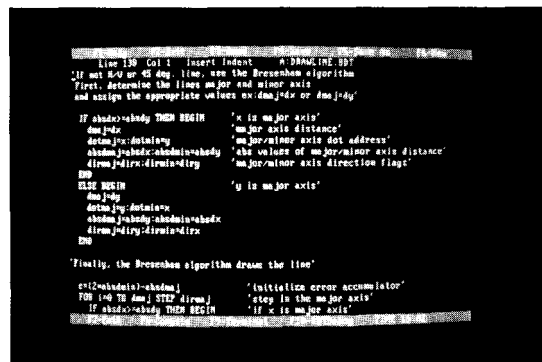 Line 139 Col 1 Insert Indent A:DRAWLINE.BDT
'If not H/V or 45 deg. line, use the Bresenham algorithm
First, determine the lines major and minor axis
and assign the appropriate values ex:dmaj=dx or dmaj=dy'
IF absdx>=absdy THEN BEGIN 'x is major axis'
dmaj=dx 'major axis distance'
dotmaj=x:dotmin=y 'major/minor axis dot address'
absdmaj=absdx:absdmin=absdy 'abs values of major/minor axis distance'
dirmaj=dirx:dirmin=diry 'major/minor axis direction flags'
END
ELSE BEGIN 'y is major axis'
dmaj=dy
dotmaj=y:dotmin=x
absdmaj=absdy:absdmin=absdx
dirmaj=diry:dirmin=dirx
END
'Finally, the Bresenham algorithm draws the line'
e=(2*absdmin)-absdmaj 'initialize error accumulator'
FOR i=0 TO dmaj STEP dirmaj 'step in the major axis'
IF absdx>=absdy THEN BEGIN 'if x is major axis'